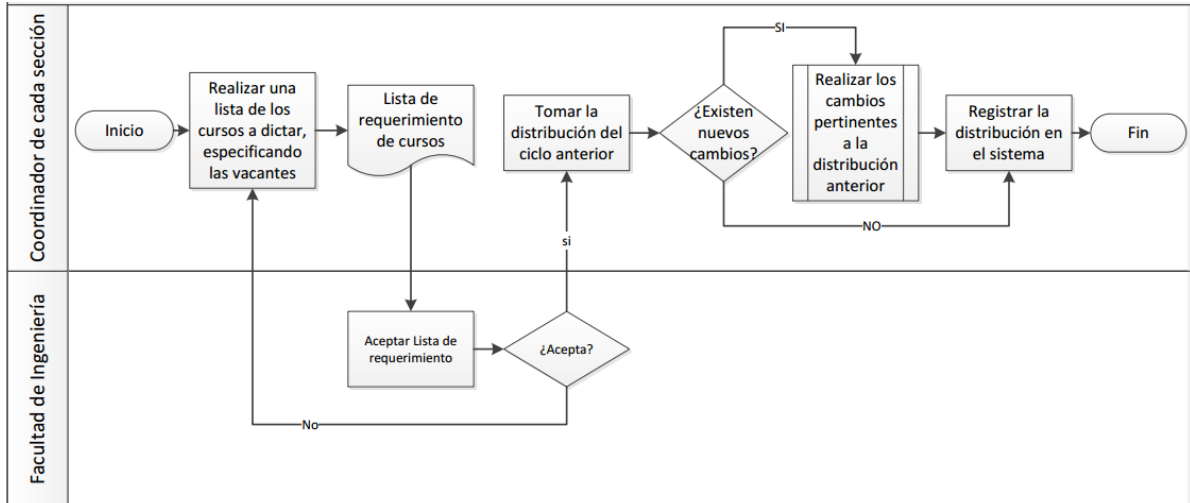 Coordinador de cada sección
Inicio
Realizar una
lista de los
cursos a dictar,
especificando
las vacantes
Lista de
requerimiento
de cursos
Tomar la
distribución del
ciclo anterior
¿Existen
nuevos
cambios?
SI
Realizar los
cambios
pertinentes
a la
distribución
anterior
Registrar la
distribución en
el sistema
Fin
NO
si
Facultad de Ingeniería
Aceptar Lista de
requerimiento
¿Acepta?
No